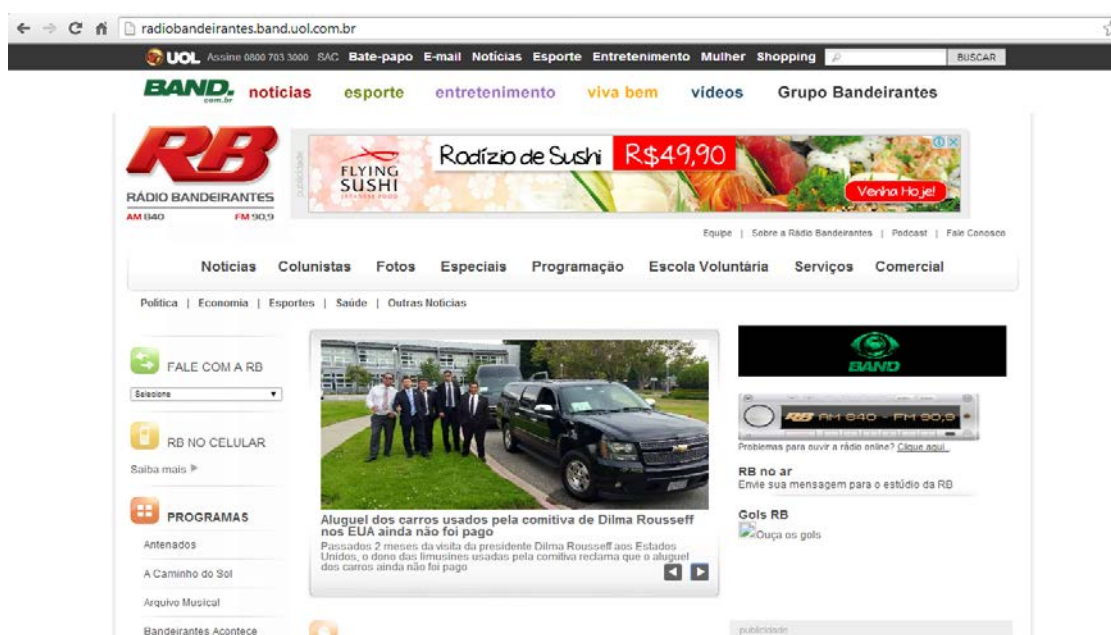 radiobandeirantes.band.uol.com.br
UOL Assine 0800 703 3000 SAC Bate-papo E-mail Notícias Esporte Entretenimento Mulher Shopping BUSCAR
BAND.com.br notícias esporte entretenimento viva bem vídeos Grupo Bandeirantes
RB
RÁDIO BANDEIRANTES
AM 840 FM 90,9
publicidade
FLYING SUSHI JAPANESE FOOD
Rodízio de Sushi R$49,90
Venha Hoje!
Equipe | Sobre a Rádio Bandeirantes | Podcast | Fale Conosco
Notícias Colunistas Fotos Especiais Programação Escola Voluntária Serviços Comercial
Política | Economia | Esportes | Saúde | Outras Notícias
FALE COM A RB
Selecione
RB NO CELULAR
Saiba mais
PROGRAMAS
Antenados
A Caminho do Sol
Arquivo Musical
Bandeirantes Acontece
Aluguel dos carros usados pela comitiva de Dilma Rousseff
nos EUA ainda não foi pago
Passados 2 meses da visita da presidente Dilma Rousseff aos Estados
Unidos, o dono das limusines usadas pela comitiva reclama que o aluguel
dos carros ainda não foi pago
BAND
RB AM 840 - FM 90,9
Problemas para ouvir a rádio online? Clique aqui.
RB no ar
Envie sua mensagem para o estúdio da RB
Gols RB
Ouça os gols
publicidade